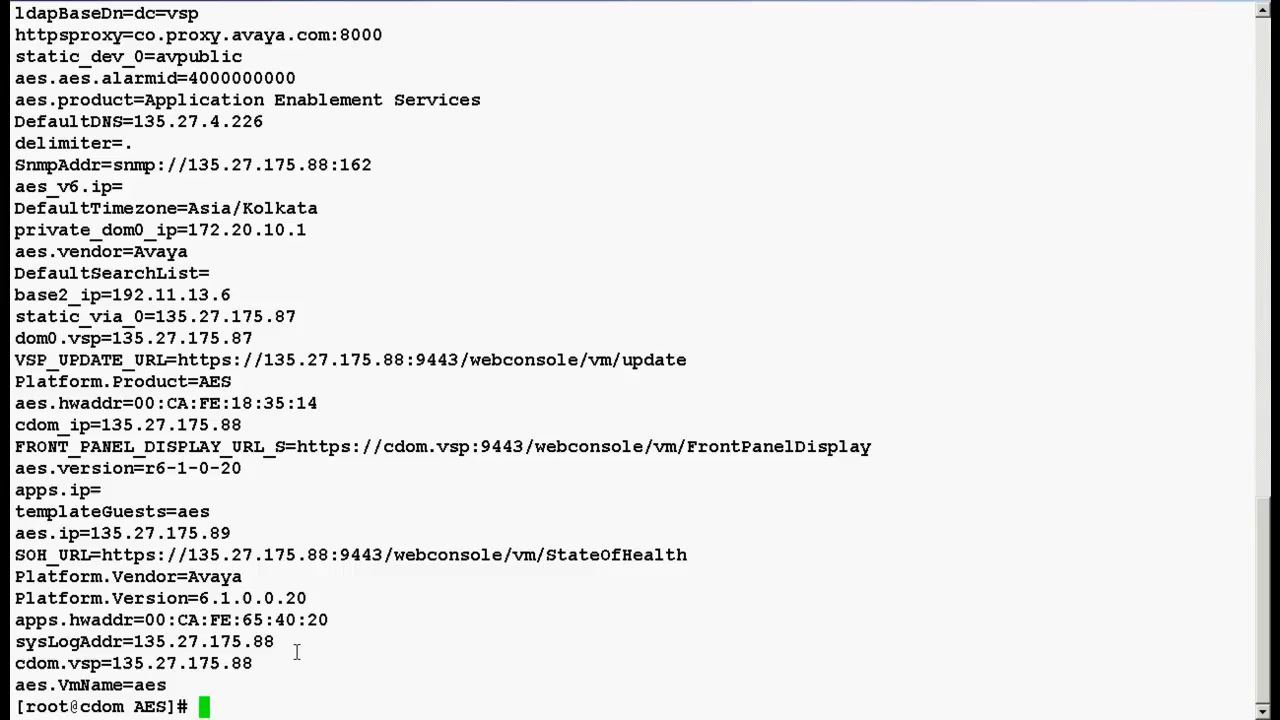 ldapBaseDn=dc=vsp
httpsproxy=co.proxy.avaya.com:8000
static_dev_0=avpublic
aes.aes.alarmid=4000000000
aes.product=Application Enablement Services
DefaultDNS=135.27.4.226
delimiter=.
SnmpAddr=snmp://135.27.175.88:162
aes_v6.ip=
DefaultTimezone=Asia/Kolkata
private_dom0_ip=172.20.10.1
aes.vendor=Avaya
DefaultSearchList=
base2_ip=192.11.13.6
static_via_0=135.27.175.87
dom0.vsp=135.27.175.87
VSP_UPDATE_URL=https://135.27.175.88:9443/webconsole/vm/update
Platform.Product=AES
aes.hwaddr=00:CA:FE:18:35:14
cdom_ip=135.27.175.88
FRONT_PANEL_DISPLAY_URL_S=https://cdom.vsp:9443/webconsole/vm/FrontPanelDisplay
aes.version=r6-1-0-20
apps.ip=
templateGuests=aes
aes.ip=135.27.175.89
SOH_URL=https://135.27.175.88:9443/webconsole/vm/StateOfHealth
Platform.Vendor=Avaya
Platform.Version=6.1.0.0.20
apps.hwaddr=00:CA:FE:65:40:20
sysLogAddr=135.27.175.88
cdom.vsp=135.27.175.88
aes.VmName=aes
[root@cdom AES]#